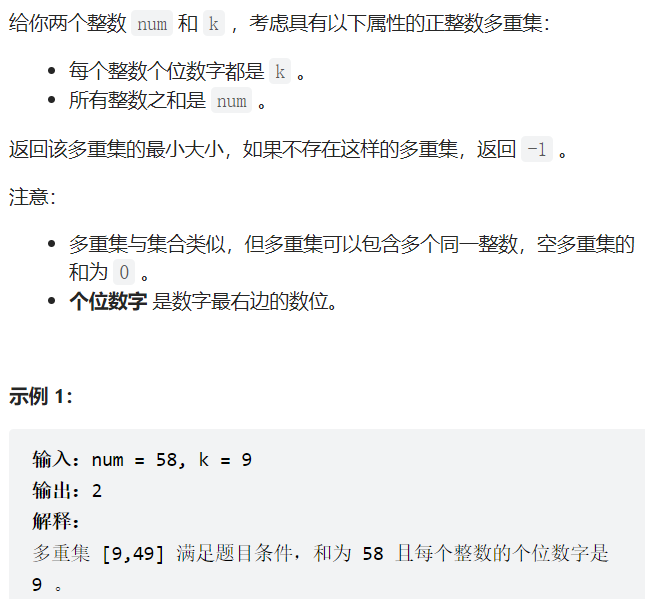 给你两个整数 num 和 k ，考虑具有以下属性的正整数多重集：
• 每个整数个位数字都是 k 。
• 所有整数之和是 num 。
返回该多重集的最小大小，如果不存在这样的多重集，返回 -1 。
注意：
• 多重集与集合类似，但多重集可以包含多个同一整数，空多重集的
和为 0 。
• 个位数字 是数字最右边的数位。
示例 1：
输入：num = 58, k = 9
输出：2
解释：
多重集 [9,49] 满足题目条件，和为 58 且每个整数的个位数字是
9 。